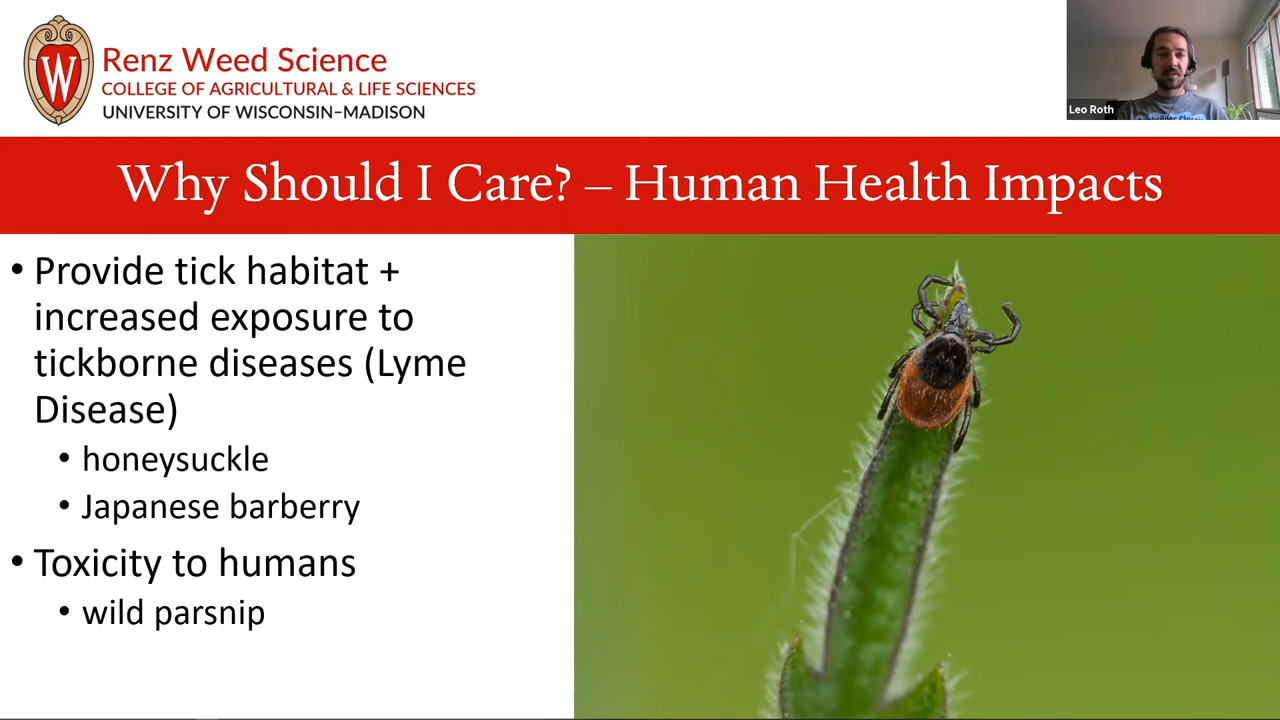 W
Renz Weed Science
COLLEGE OF AGRICULTURAL & LIFE SCIENCES
UNIVERSITY OF WISCONSIN–MADISON
Leo Roth
Why Should I Care? – Human Health Impacts
• Provide tick habitat +
increased exposure to
tickborne diseases (Lyme
Disease)
• honeysuckle
• Japanese barberry
• Toxicity to humans
• wild parsnip